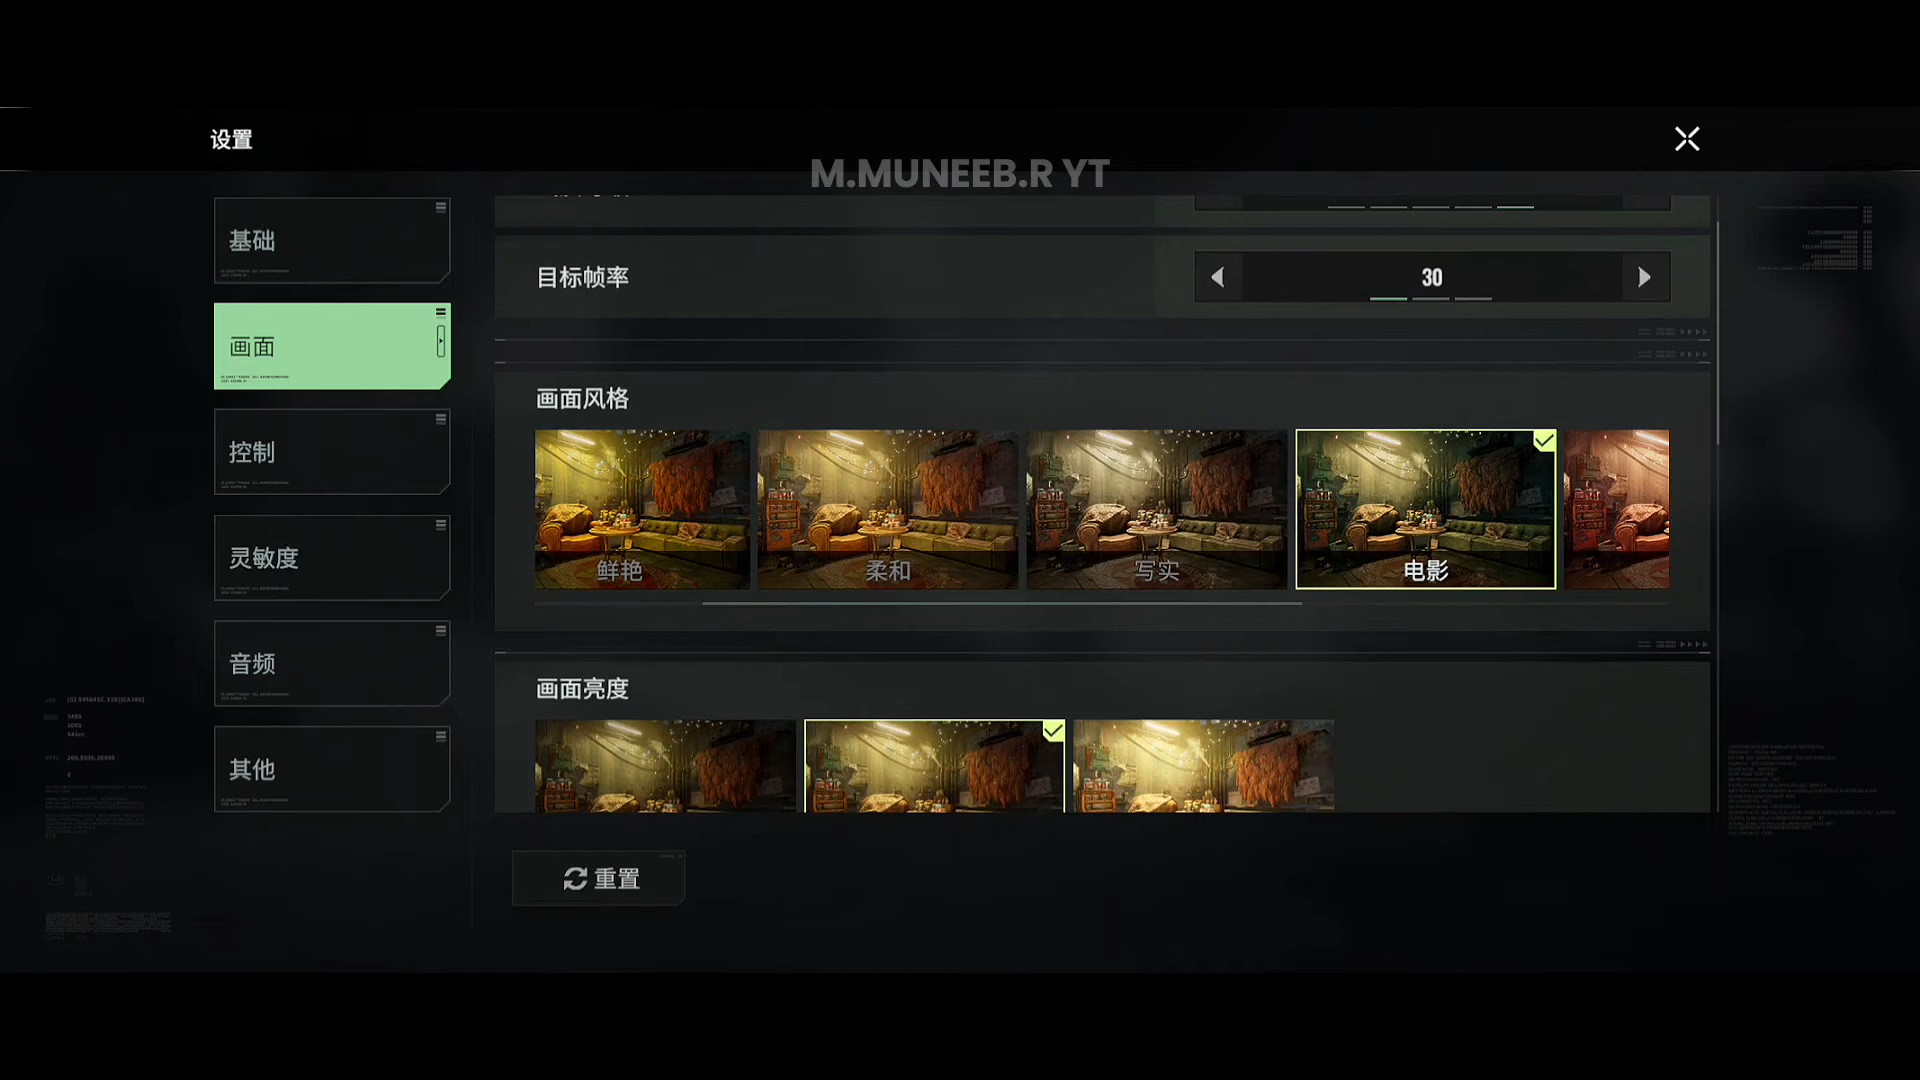 设置
M.MUNEEB.R YT
基础
画面
控制
灵敏度
音频
其他
目标帧率
30
画面风格
鲜艳
柔和
写实
电影
画面亮度
重置